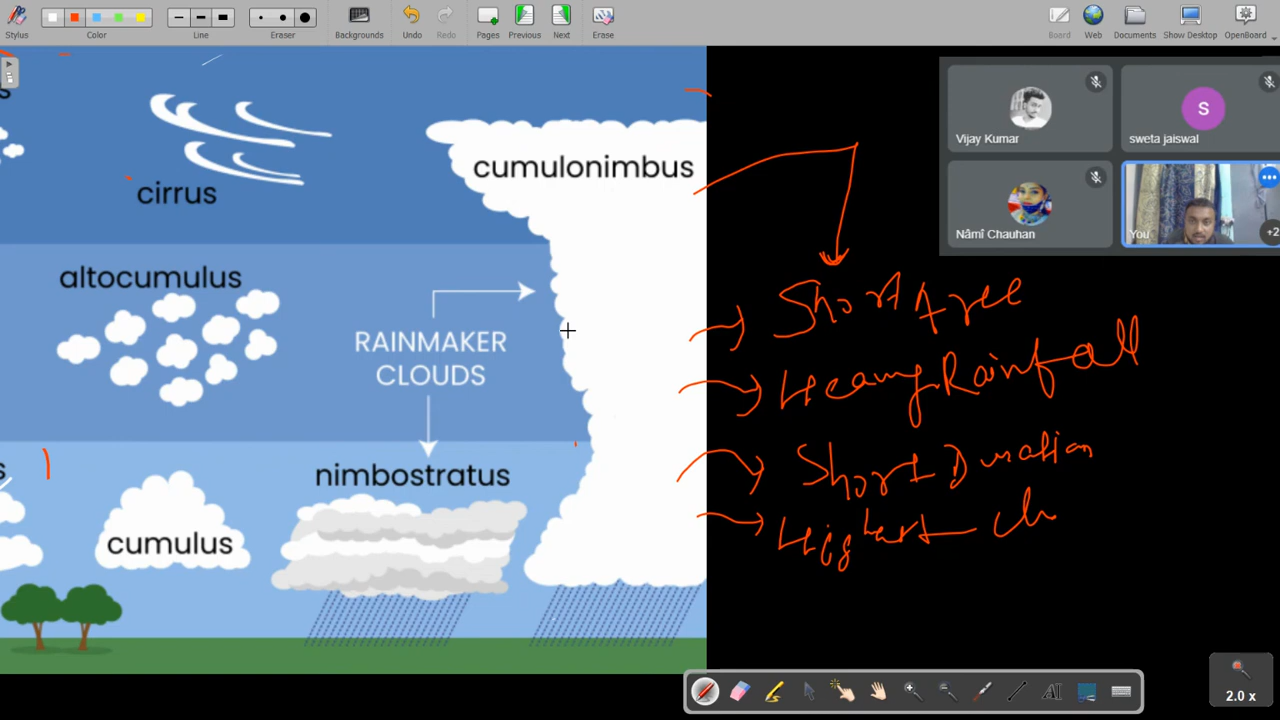 Stylus
Color
Line
Eraser
Backgrounds
Undo
Redo
Pages
Previous
Next
Erase
Board
Web
Documents
Show Desktop
OpenBoard
s
cirrus
cumulonimbus
Vijay Kumar
S
sweta jaiswal
Nâmî Chauhan
You
+2
altocumulus
RAINMAKER
CLOUDS
s
nimbostratus
cumulus
Short Area
Heavy Rainfall
Short Duration
Highest
2.0 x